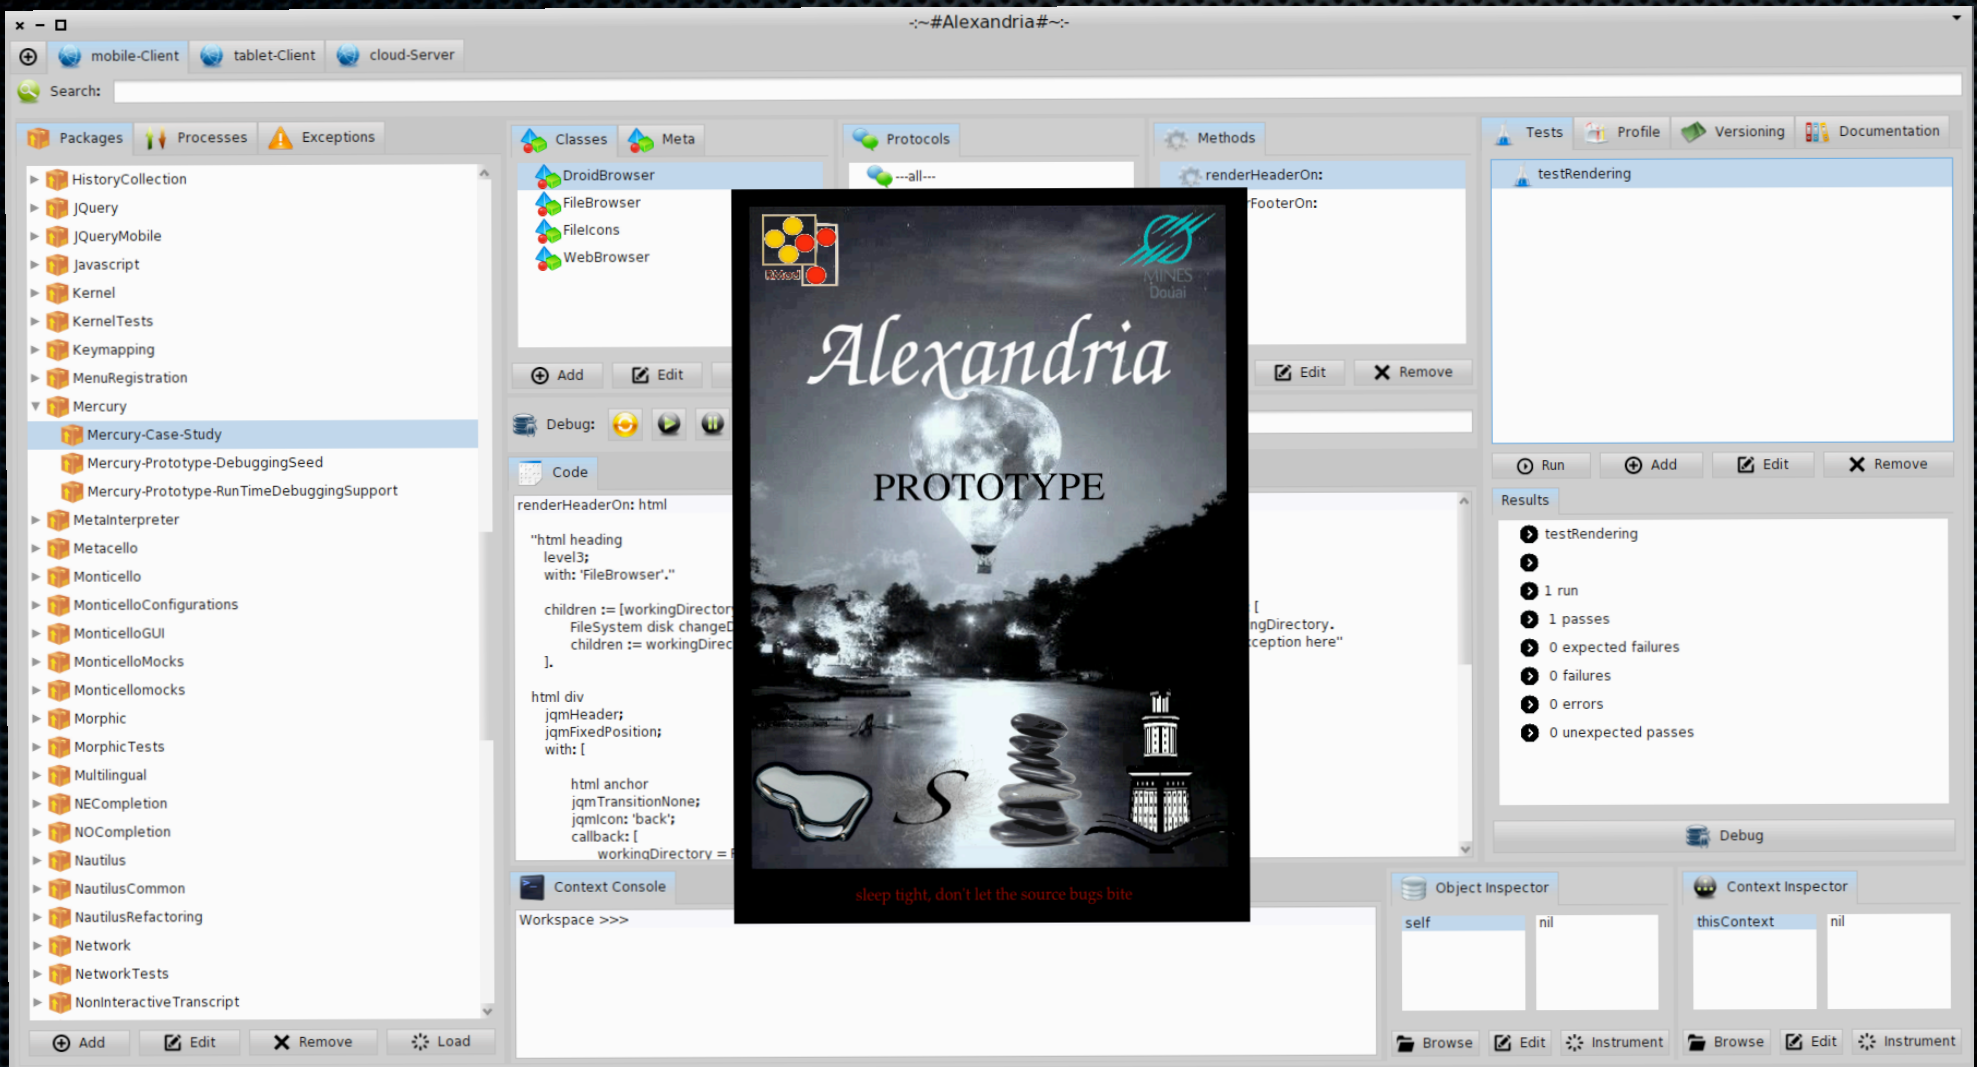 -:~#Alexandria#~:-
mobile-Client
tablet-Client
cloud-Server
Search:
Packages
Processes
Exceptions
HistoryCollection
JQuery
JQueryMobile
Javascript
Kernel
KernelTests
Keymapping
MenuRegistration
Mercury
Mercury-Case-Study
Mercury-Prototype-DebuggingSeed
Mercury-Prototype-RunTimeDebuggingSupport
MetaInterpreter
Metacello
Monticello
MonticelloConfigurations
MonticelloGUI
MonticelloMocks
Monticellomocks
Morphic
MorphicTests
Multilingual
NECompletion
NOCompletion
Nautilus
NautilusCommon
NautilusRefactoring
Network
NetworkTests
NonInteractiveTranscript
Add
Edit
Remove
Load
Classes
Meta
DroidBrowser
FileBrowser
FileIcons
WebBrowser
Add
Edit
Protocols
---all---
Methods
renderHeaderOn:
rFooterOn:
Edit
Remove
Debug:
Code
renderHeaderOn: html
"html heading
level3;
with: 'FileBrowser'."
children := [workingDirectory
: [
FileSystem disk changeD
ngDirectory.
children := workingDirec
ception here"
].
html div
jqmHeader;
jqmFixedPosition;
with: [
html anchor
jqmTransitionNone;
jqmIcon: 'back';
callback: [
workingDirectory = F
RMod
MINES
Douai
Alexandria
PROTOTYPE
S
sleep tight, don't let the source bugs bite
Context Console
Workspace >>>
Tests
Profile
Versioning
Documentation
testRendering
Run
Add
Edit
Remove
Results
testRendering
1 run
1 passes
0 expected failures
0 failures
0 errors
0 unexpected passes
Debug
Object Inspector
self
nil
Browse
Edit
Instrument
Context Inspector
thisContext
nil
Browse
Edit
Instrument